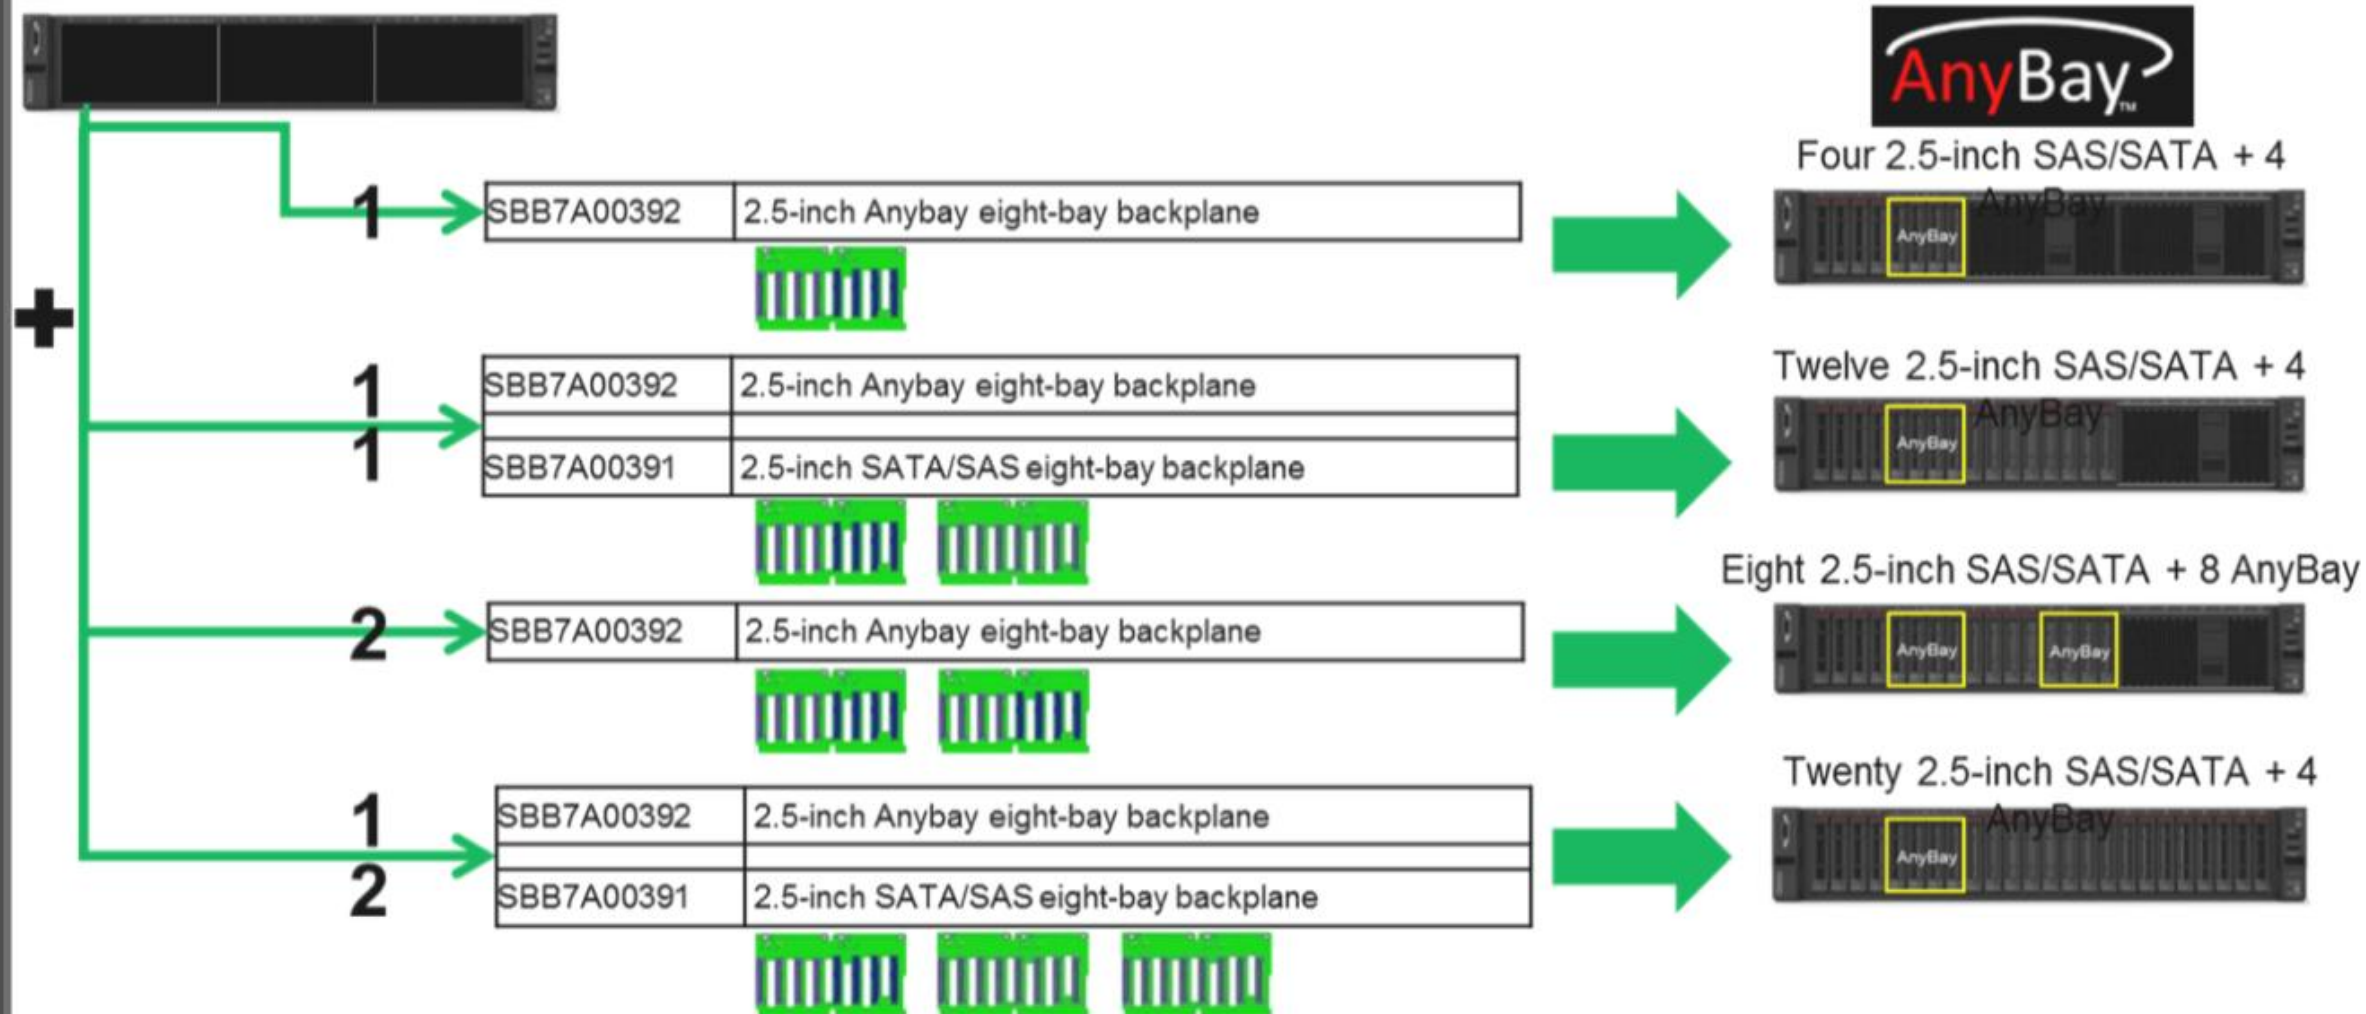 AnyBay™
Four 2.5-inch SAS/SATA + 4
AnyBay
1
SBB7A00392 2.5-inch Anybay eight-bay backplane
AnyBay
+
Twelve 2.5-inch SAS/SATA + 4
AnyBay
1
SBB7A00392 2.5-inch Anybay eight-bay backplane
1
SBB7A00391 2.5-inch SATA/SAS eight-bay backplane
AnyBay
Eight 2.5-inch SAS/SATA + 8 AnyBay
2
SBB7A00392 2.5-inch Anybay eight-bay backplane
AnyBay AnyBay
Twenty 2.5-inch SAS/SATA + 4
AnyBay
1
SBB7A00392 2.5-inch Anybay eight-bay backplane
2
SBB7A00391 2.5-inch SATA/SAS eight-bay backplane
AnyBay